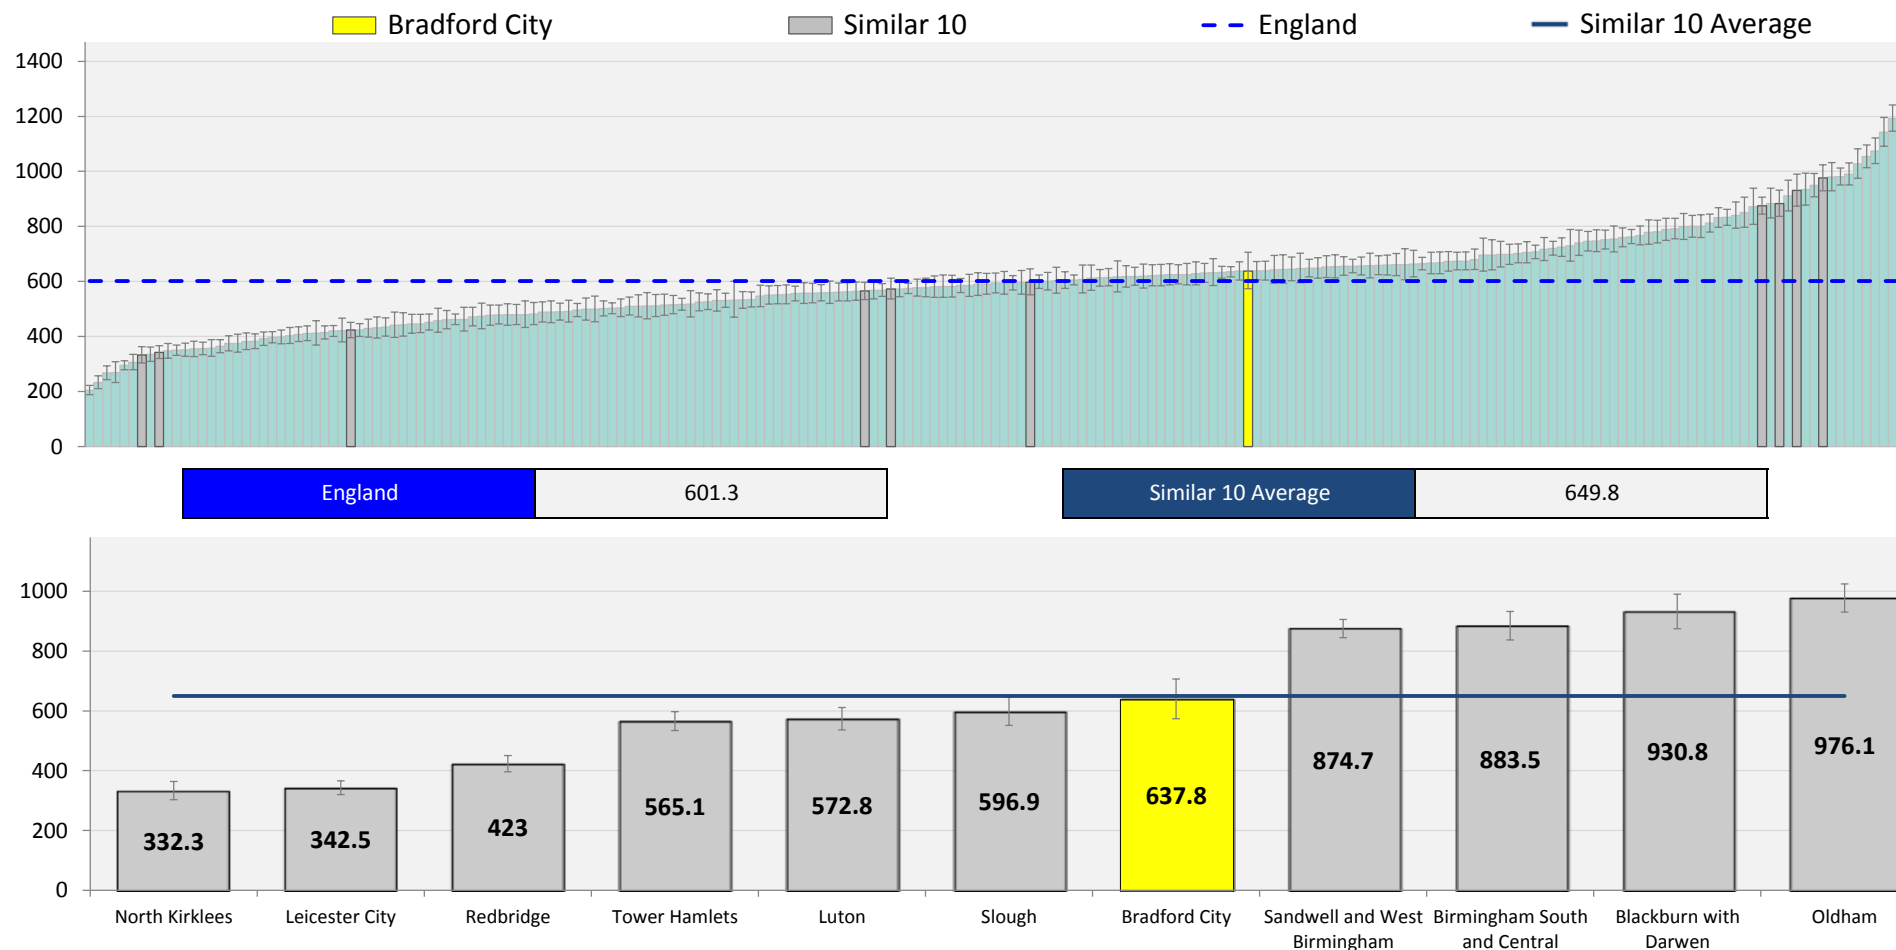 Bradford City Similar 10 England Similar 10 Average
1400
1200
1000
800
600
400
200
0
England 601.3 Similar 10 Average 649.8
1000
800
600
400
200
0
332.3 342.5 423 565.1 572.8 596.9 637.8 874.7 883.5 930.8 976.1
North Kirklees Leicester City Redbridge Tower Hamlets Luton Slough Bradford City Sandwell and West Birmingham South Blackburn with Oldham
Birmingham and Central Darwen